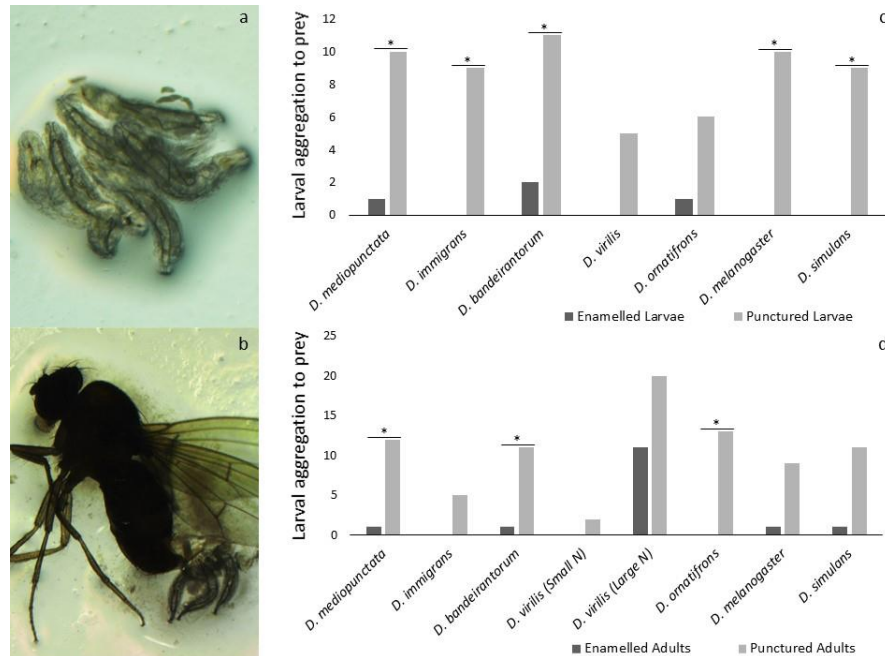 a
b
c
Larval aggregation to prey
12
10
8
6
4
2
0
* * * * *
D. mediopunctata
D. immigrans
D. bandeirantorum
D. virilis
D. ornatifrons
D. melanogaster
D. simulans
Enamelled Larvae Punctured Larvae
d
Larval aggregation to prey
25
20
15
10
5
0
* * *
D. mediopunctata
D. immigrans
D. bandeirantorum
D. virilis (Small N)
D. virilis (Large N)
D. ornatifrons
D. melanogaster
D. simulans
Enamelled Adults Punctured Adults